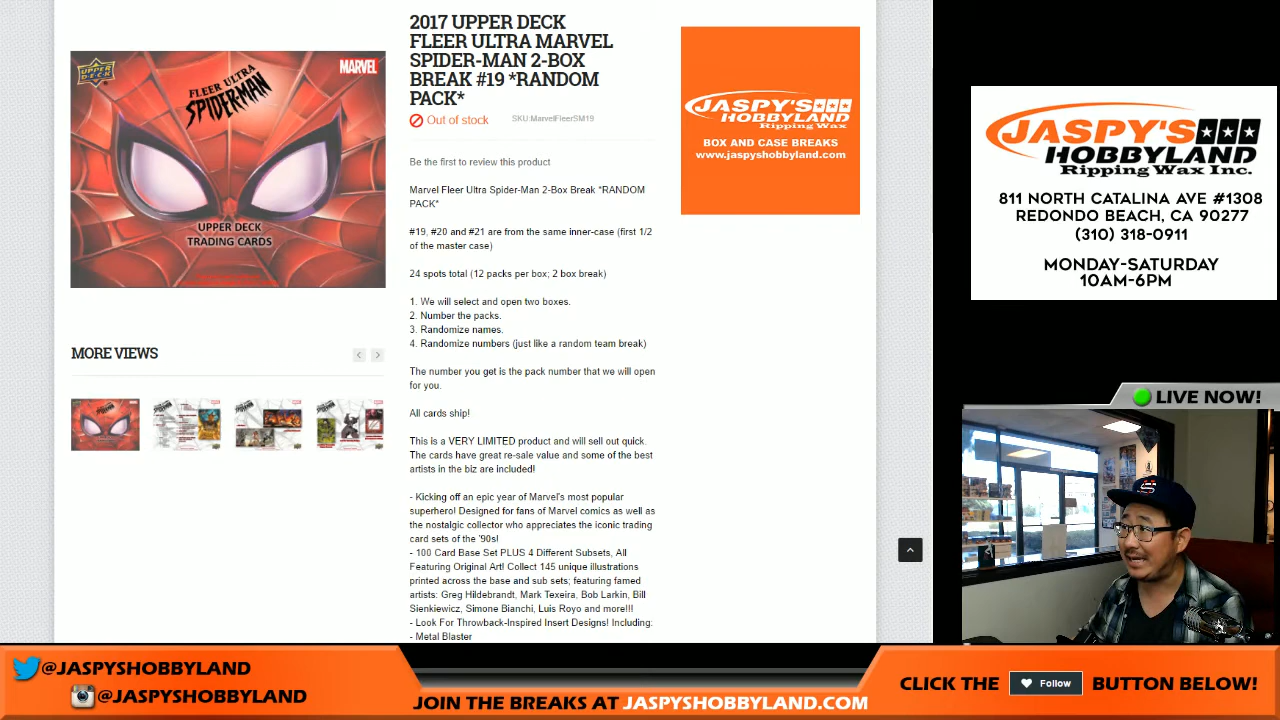 2017 UPPER DECK
FLEER ULTRA MARVEL
SPIDER-MAN 2-BOX
BREAK #19 *RANDOM
PACK*
Out of stock SKU:MarvelFleerSM19
Be the first to review this product
Marvel Fleer Ultra Spider-Man 2-Box Break *RANDOM
PACK*
#19, #20 and #21 are from the same inner-case (first 1/2
of the master case)
24 spots total (12 packs per box; 2 box break)
1. We will select and open two boxes.
2. Number the packs.
3. Randomize names.
4. Randomize numbers (just like a random team break)
The number you get is the pack number that we will open
for you.
All cards ship!
This is a VERY LIMITED product and will sell out quick.
The cards have great re-sale value and some of the best
artists in the biz are included!
- Kicking off an epic year of Marvel's most popular
superhero! Designed for fans of Marvel comics as well as
the nostalgic collector who appreciates the iconic trading
card sets of the '90s!
- 100 Card Base Set PLUS 4 Different Subsets, All
Featuring Original Art! Collect 145 unique illustrations
printed across the base and sub sets; featuring famed
artists: Greg Hildebrandt, Mark Texeira, Bob Larkin, Bill
Sienkiewicz, Simone Bianchi, Luis Royo and more!!!
- Look For Throwback-Inspired Insert Designs! Including:
- Metal Blaster
UPPER
DECK
MARVEL
FLEER ULTRA
SPIDERMAN
UPPER DECK
TRADING CARDS
MORE VIEWS
JASPY'S
HOBBYLAND
Ripping Wax
BOX AND CASE BREAKS
www.jaspyshobbyland.com
JASPY'S
HOBBYLAND
Ripping Wax Inc.
811 NORTH CATALINA AVE #1308
REDONDO BEACH, CA 90277
(310) 318-0911
MONDAY-SATURDAY
10AM-6PM
LIVE NOW!
@JASPYSHOBBYLAND
@JASPYSHOBBYLAND
JOIN THE BREAKS AT JASPYSHOBBYLAND.COM
CLICK THE Follow BUTTON BELOW!